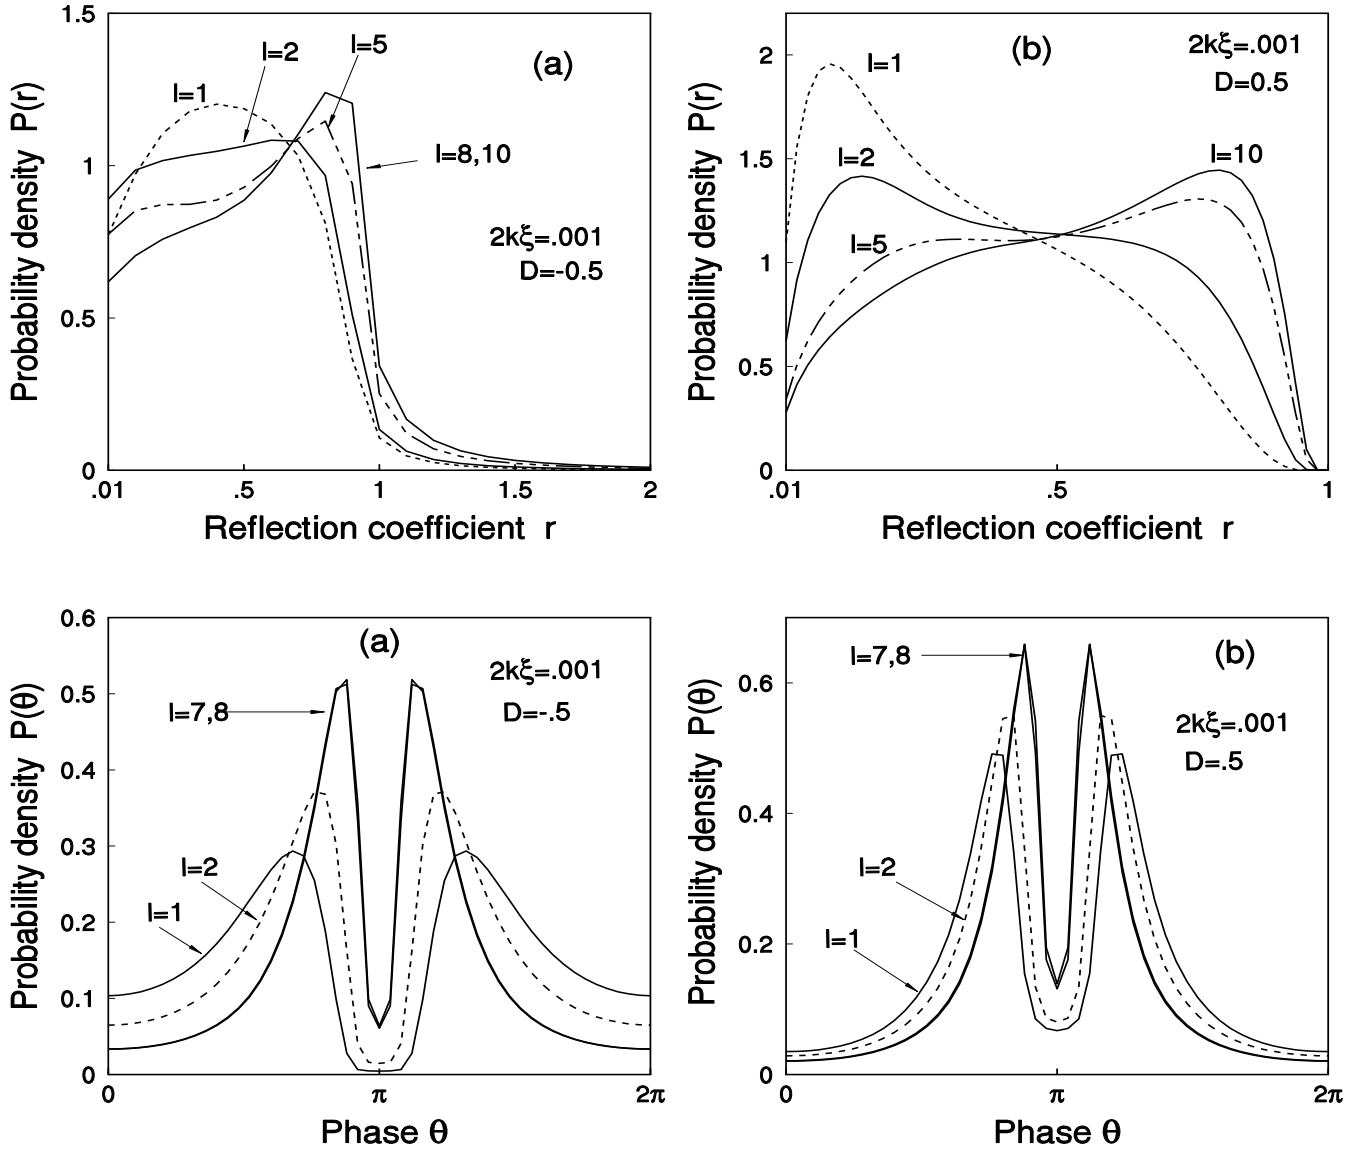 1.5
1
0.5
0
.01
.5
1
1.5
2
Probability density P(r)
Reflection coefficient r
(a)
l=1
l=2
l=5
l=8,10
2kξ=.001
D=-0.5
2
1.5
1
0.5
0
.01
.5
1
Probability density P(r)
Reflection coefficient r
(b)
2kξ=.001
D=0.5
l=1
l=2
l=10
l=5
0.6
0.5
0.4
0.3
0.2
0.1
0
0
π
2π
Probability density P(θ)
Phase θ
(a)
2kξ=.001
D=-.5
l=7,8
l=2
l=1
0.6
0.4
0.2
0
0
π
2π
Probability density P(θ)
Phase θ
(b)
l=7,8
2kξ=.001
D=.5
l=2
l=1